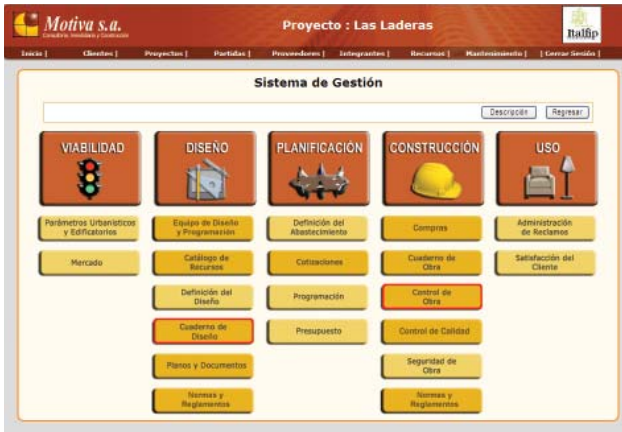 Motiva s.a.
Consultoría, Inmobiliaria y Construcción
Proyecto : Las Laderas
Italfip
Inicio |
Clientes |
Proyectos |
Partidas |
Proveedores |
Integrantes |
Recursos |
Mantenimiento |
| Cerrar Sesión |
Sistema de Gestión
Descripción
Regresar
VIABILIDAD
DISEÑO
PLANIFICACIÓN
CONSTRUCCIÓN
USO
Parámetros Urbanísticos
y Edificatorios
Mercado
Equipo de Diseño
y Programación
Catálogo de
Recursos
Definición del
Diseño
Cuaderno de
Diseño
Planos y Documentos
Normas y
Reglamentos
Definición del
Abastecimiento
Cotizaciones
Programación
Presupuesto
Compras
Cuaderno de
Obra
Control de
Obra
Control de Calidad
Seguridad de
Obra
Normas y
Reglamentos
Administración
de Reclamos
Satisfacción del
Cliente